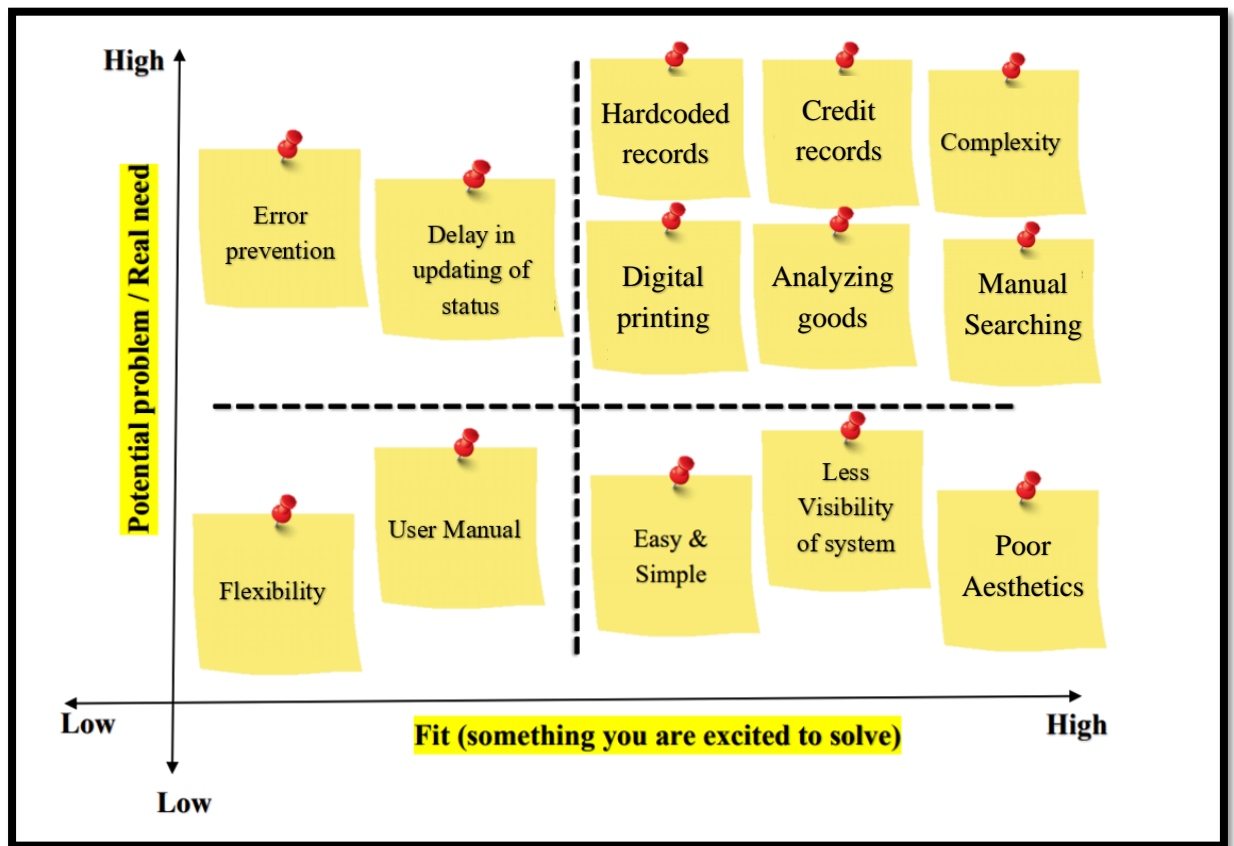 High
Potential problem / Real need
Hardcoded
records
Credit
records
Complexity
Error
prevention
Delay in
updating of
status
Digital
printing
Analyzing
goods
Manual
Searching
Flexibility
User Manual
Easy &
Simple
Less
Visibility
of system
Poor
Aesthetics
Low
Fit (something you are excited to solve)
High
Low